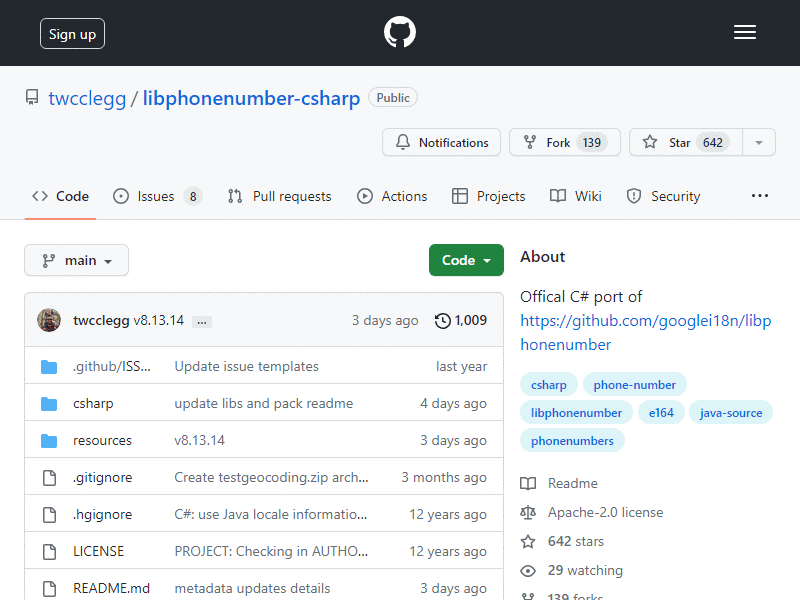 Sign up
twcclegg / libphonenumber-csharp Public
Notifications Fork 139 Star 642
Code Issues 8 Pull requests Actions Projects Wiki Security ...
main Code
twcclegg v8.13.14 ... 3 days ago 1,009
.github/ISS... Update issue templates last year
csharp update libs and pack readme 4 days ago
resources v8.13.14 3 days ago
.gitignore Create testgeocoding.zip arch... 3 months ago
.hgignore C#: use Java locale informatio... 12 years ago
LICENSE PROJECT: Checking in AUTHO... 12 years ago
README.md metadata updates details 3 days ago
About
Offical C# port of
https://github.com/googlei18n/libp
honenumber
csharp phone-number
libphonenumber e164 java-source
phonenumbers
Readme
Apache-2.0 license
642 stars
29 watching
139 forks